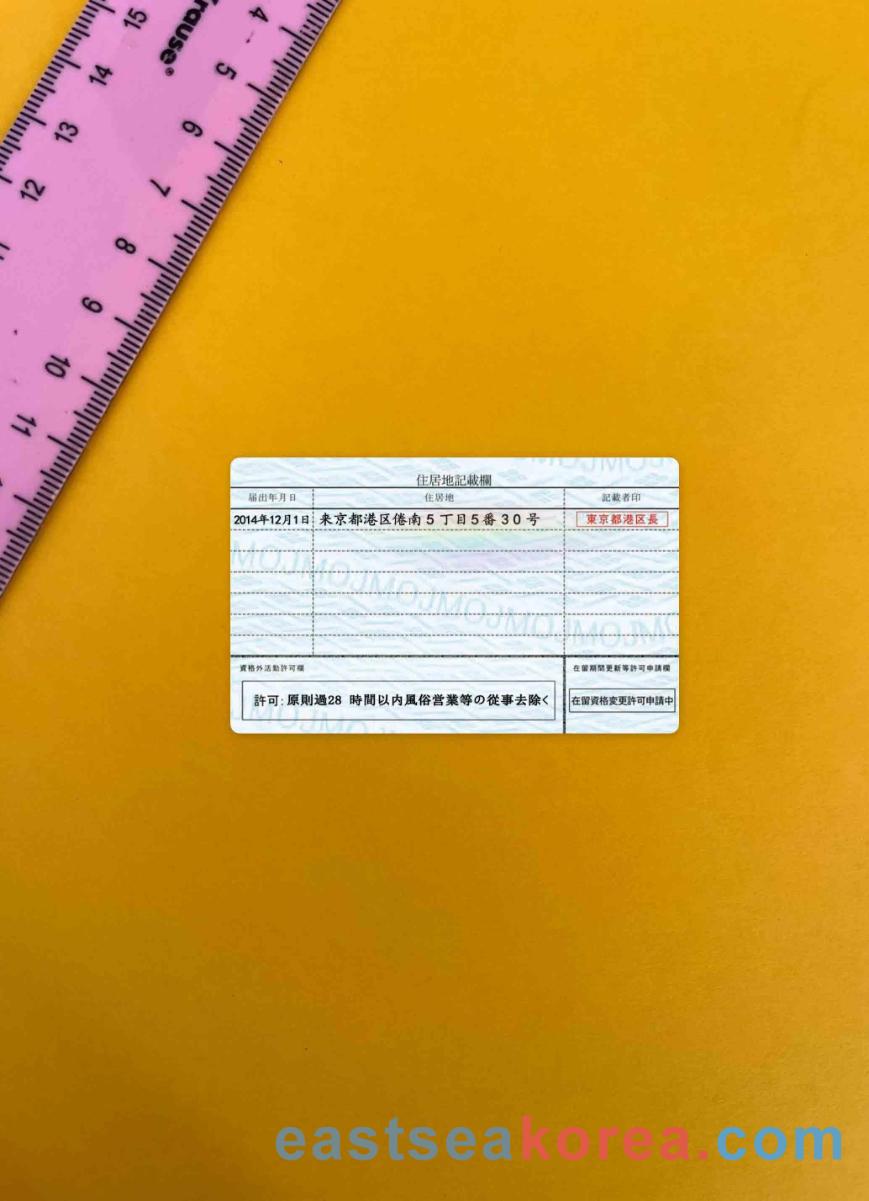 Krause®
15
14
13
12
11
10
9
8
7
6
5
4
住居地記載欄
届出年月日 住居地 記載者印
2014年12月1日 来京都港区倦南5丁目5番30号 東京都港区長
MOJMOJMOJMOJMOJMOJMOJ
資格外活動許可欄 在留期間更新等許可申請欄
許可:原則過28 時間以内風俗営業等の從事去除く 在留資格変更許可申請中
eastseakorea.com